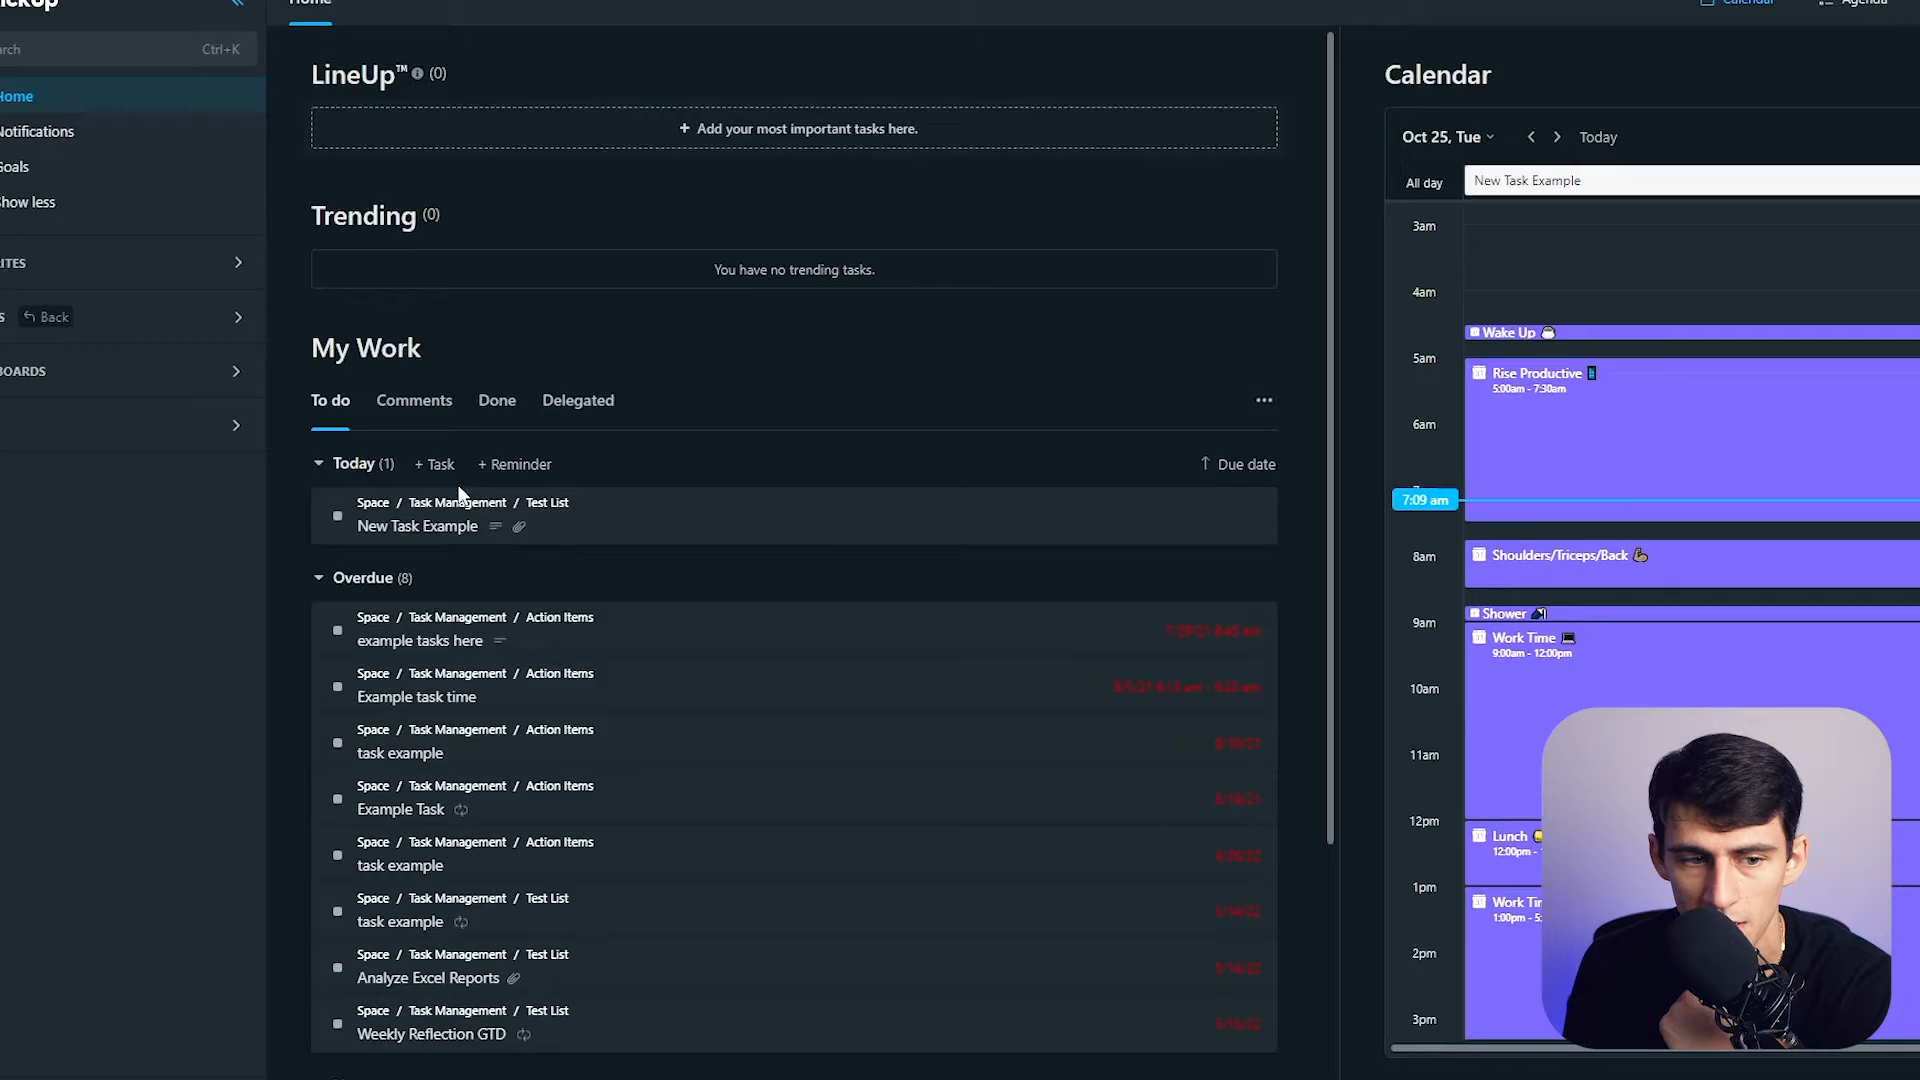 Home
Calendar
Agenda
Ctrl+K
Home
Notifications
Goals
Show less
Back
LineUp™ (0)
+ Add your most important tasks here.
Trending (0)
You have no trending tasks.
My Work
To do Comments Done Delegated
Today (1) + Task + Reminder
↑ Due date
Space / Task Management / Test List
New Task Example
Overdue (8)
Space / Task Management / Action Items
example tasks here
Space / Task Management / Action Items
Example task time
Space / Task Management / Action Items
task example
Space / Task Management / Action Items
Example Task
Space / Task Management / Action Items
task example
Space / Task Management / Test List
task example
Space / Task Management / Test List
Analyze Excel Reports
Space / Task Management / Test List
Weekly Reflection GTD
Calendar
Oct 25, Tue Today
All day New Task Example
3am
4am
Wake Up
5am
Rise Productive
5:00am - 7:30am
6am
7:09 am
8am
Shoulders/Triceps/Back
Shower
9am
Work Time
9:00am - 12:00pm
10am
11am
12pm
Lunch
12:00pm -
1pm
Work Ti
1:00pm - 5:
2pm
3pm